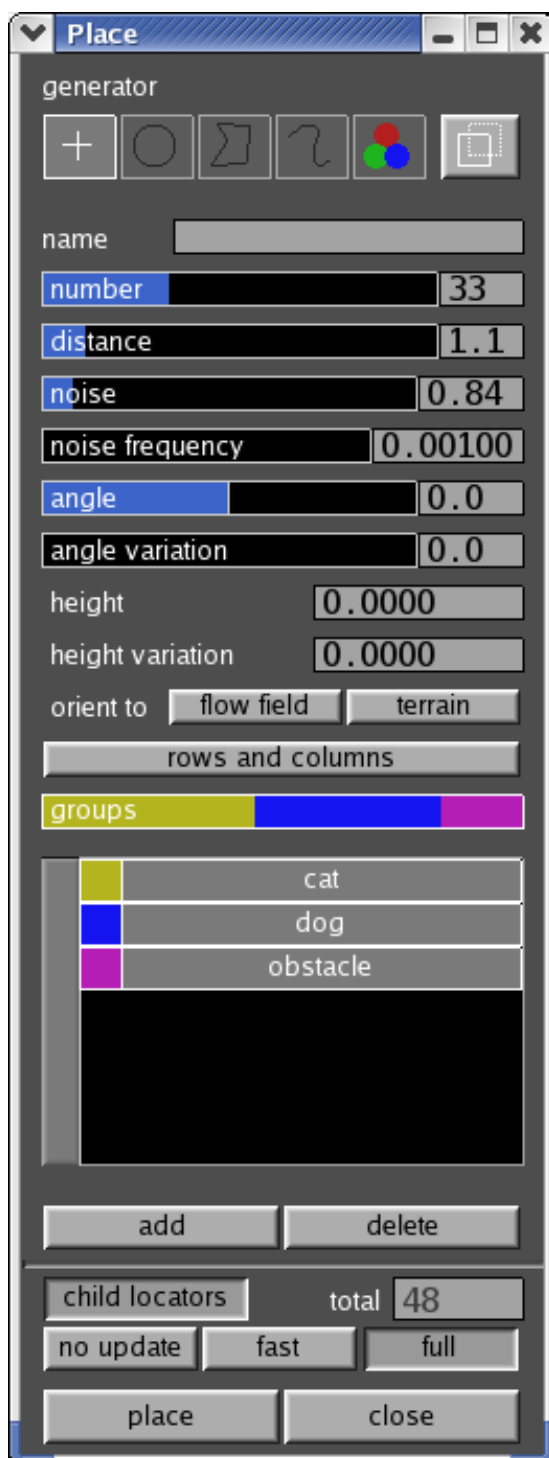 Place
generator
name
number 33
distance 1.1
noise 0.84
noise frequency 0.00100
angle 0.0
angle variation 0.0
height 0.0000
height variation 0.0000
orient to flow field terrain
rows and columns
groups
cat
dog
obstacle
add delete
child locators total 48
no update fast full
place close